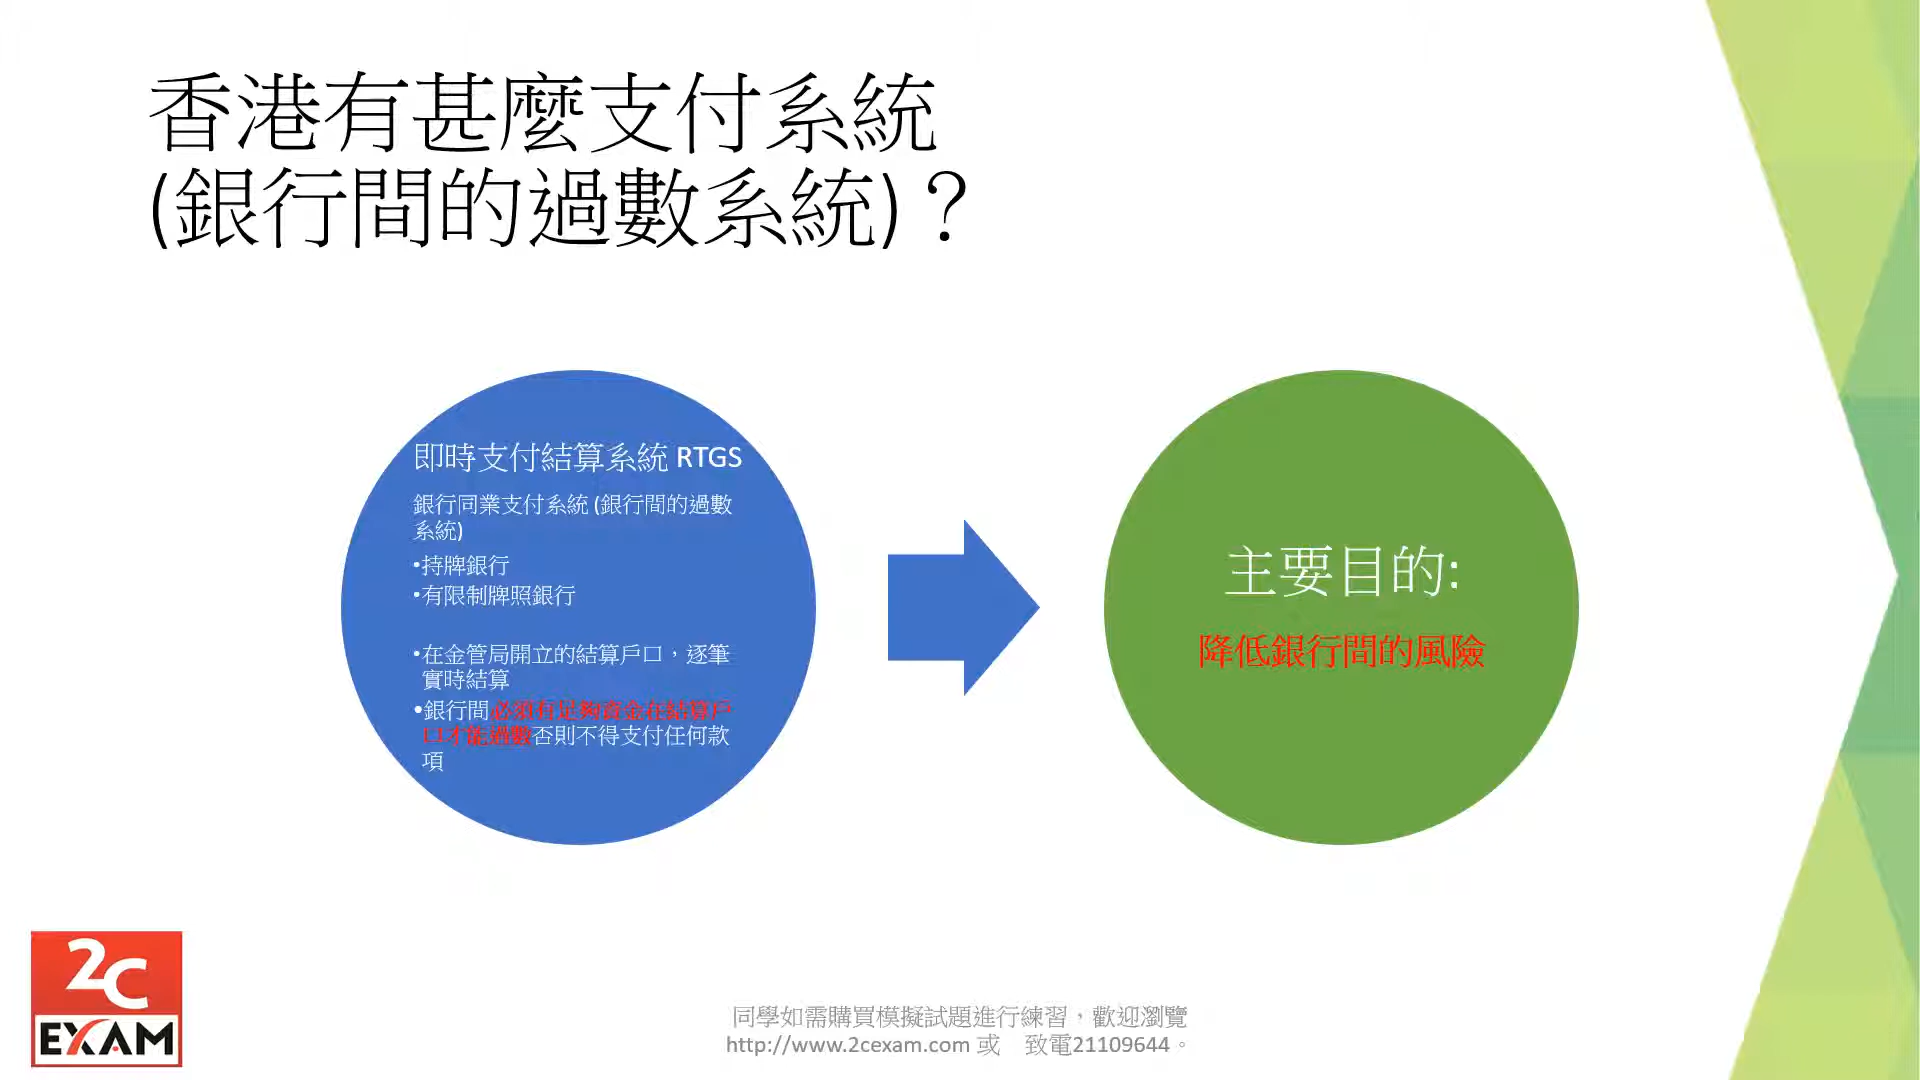 香港有甚麼支付系統
(銀行間的過數系統)？
即時支付結算系統 RTGS
銀行同業支付系統 (銀行間的過數
系統)
•持牌銀行
•有限制牌照銀行
•在金管局開立的結算戶口，逐筆
實時結算
•銀行間必須有足夠資金在結算戶
口才能過數否則不得支付任何款
項
主要目的:
降低銀行間的風險
2C
EXAM
同學如需購買模擬試題進行練習，歡迎瀏覽
http://www.2cexam.com 或　致電21109644。